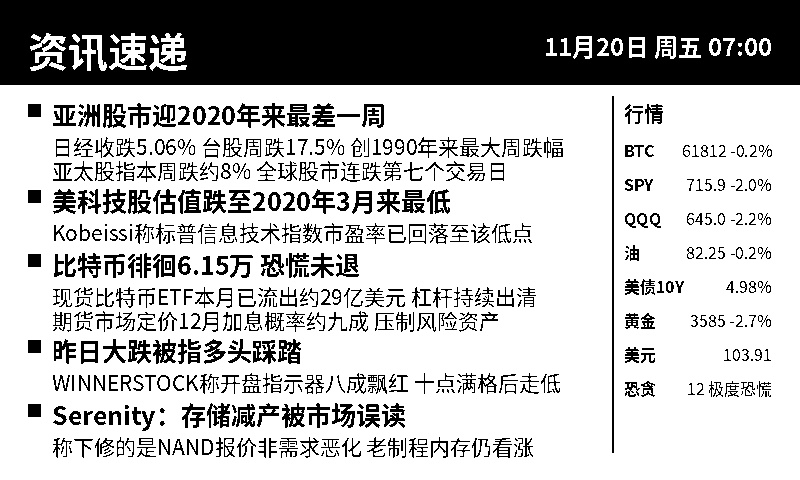 资讯速递
11月20日 周五 07:00
亚洲股市迎2020年来最差一周
日经收跌5.06% 台股周跌17.5% 创1990年来最大周跌幅
亚太股指本周跌约8% 全球股市连跌第七个交易日
美科技股估值跌至2020年3月来最低
Kobeissi称标普信息技术指数市盈率已回落至该低点
比特币徘徊6.15万 恐慌未退
现货比特币ETF本月已流出约29亿美元 杠杆持续出清
期货市场定价12月加息概率约九成 压制风险资产
昨日大跌被指多头踩踏
WINNERSTOCK称开盘指示器八成飘红 十点满格后走低
Serenity：存储减产被市场误读
称下修的是NAND报价非需求恶化 老制程内存仍看涨
行情
BTC 61812 -0.2%
SPY 715.9 -2.0%
QQQ 645.0 -2.2%
油 82.25 -0.2%
美债10Y 4.98%
黄金 3585 -2.7%
美元 103.91
恐贪 12 极度恐慌